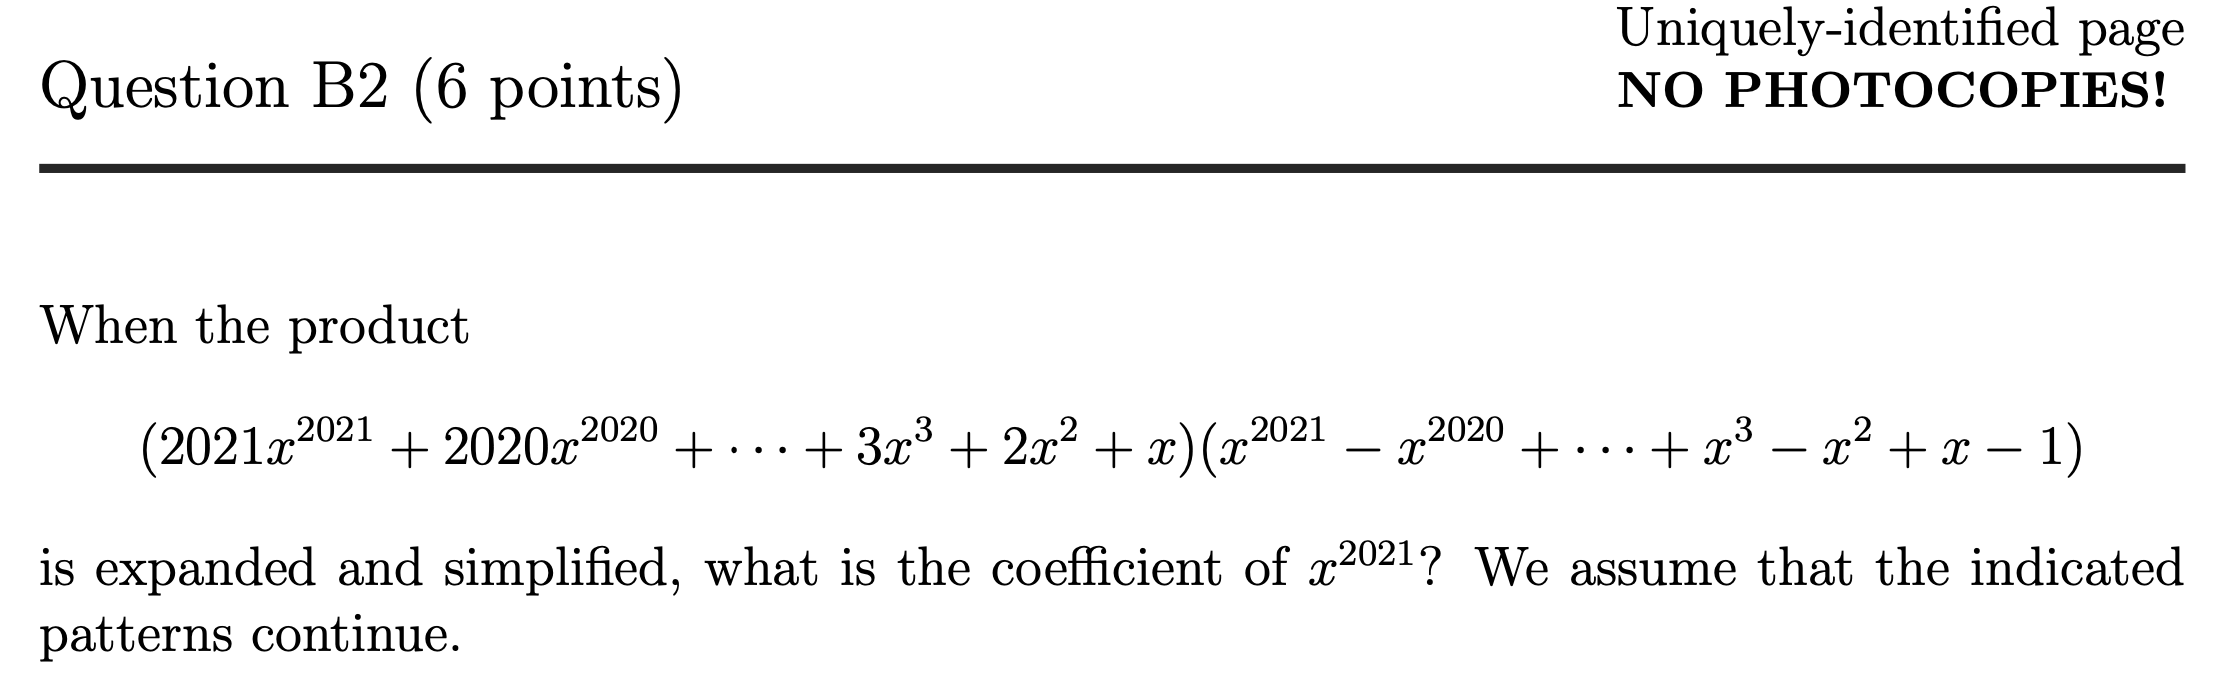 Uniquely-identified page
Question B2 (6 points)
NO PHOTOCOPIES!
When the product
(2021x^{2021} + 2020x^{2020} + ··· + 3x^3 + 2x^2 + x)(x^{2021} − x^{2020} + ··· + x^3 − x^2 + x − 1)
is expanded and simplified, what is the coefficient of x^{2021}? We assume that the indicated
patterns continue.